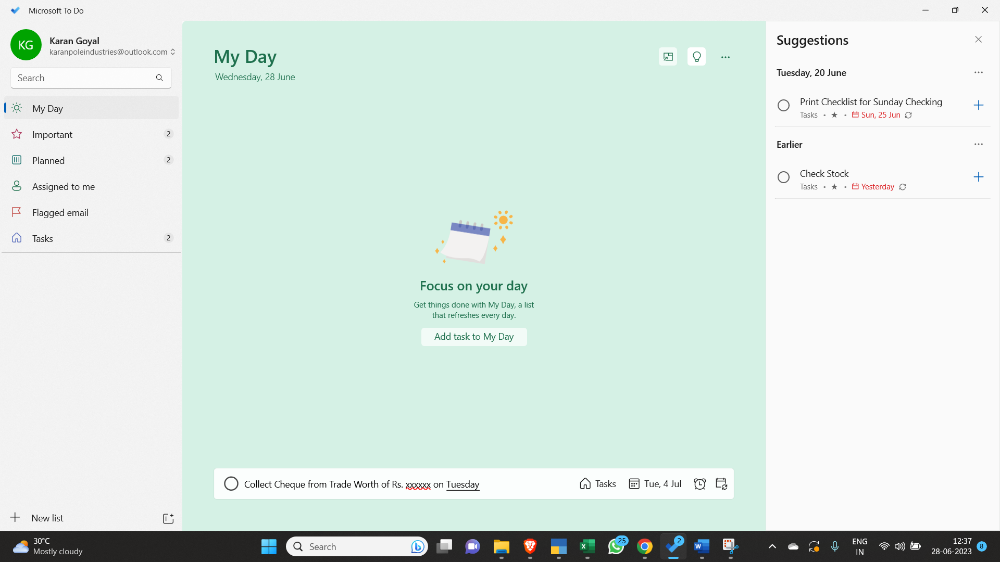 Microsoft To Do
KG
Karan Goyal
karanpoleindustries@outlook.com
Search
My Day
Important 2
Planned 2
Assigned to me
Flagged email
Tasks 2
New list
My Day
Wednesday, 28 June
Focus on your day
Get things done with My Day, a list
that refreshes every day.
Add task to My Day
Collect Cheque from Trade Worth of Rs. xxxxxx on Tuesday
Tasks
Tue, 4 Jul
Suggestions
Tuesday, 20 June
Print Checklist for Sunday Checking
Tasks • ★ • Sun, 25 Jun
Earlier
Check Stock
Tasks • ★ • Yesterday
30°C
Mostly cloudy
Search
25
2
ENG
IN
12:37
28-06-2023
8